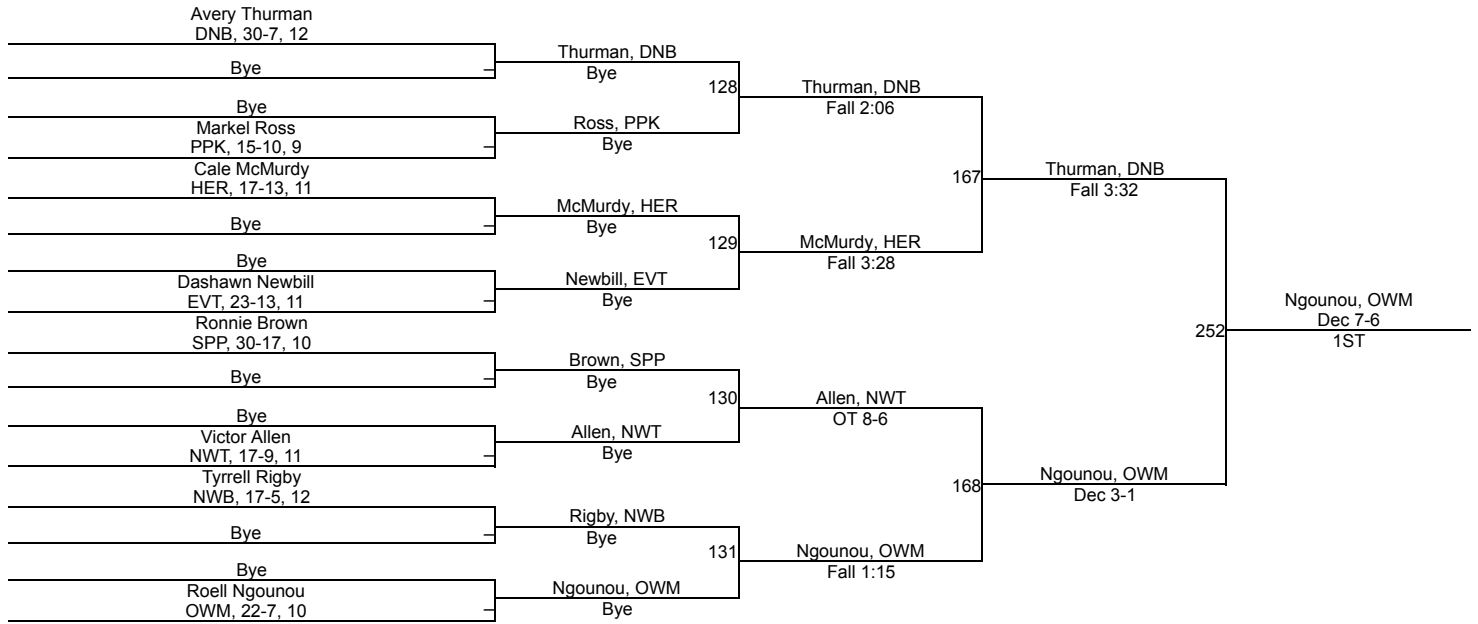 Avery Thurman
DNB, 30-7, 12
Bye
Bye
Markel Ross
PPK, 15-10, 9
Cale McMurdy
HER, 17-13, 11
Bye
Bye
Dashawn Newbill
EVT, 23-13, 11
Ronnie Brown
SPP, 30-17, 10
Bye
Bye
Victor Allen
NWT, 17-9, 11
Tyrrell Rigby
NWB, 17-5, 12
Bye
Bye
Roell Ngounou
OWM, 22-7, 10
Thurman, DNB
Bye
128
Ross, PPK
Bye
McMurdy, HER
Bye
129
Newbill, EVT
Bye
Brown, SPP
Bye
130
Allen, NWT
Bye
Rigby, NWB
Bye
131
Ngounou, OWM
Bye
Thurman, DNB
Fall 2:06
167
McMurdy, HER
Fall 3:28
Allen, NWT
OT 8-6
168
Ngounou, OWM
Fall 1:15
Thurman, DNB
Fall 3:32
252
Ngounou, OWM
Dec 3-1
Ngounou, OWM
Dec 7-6
1ST